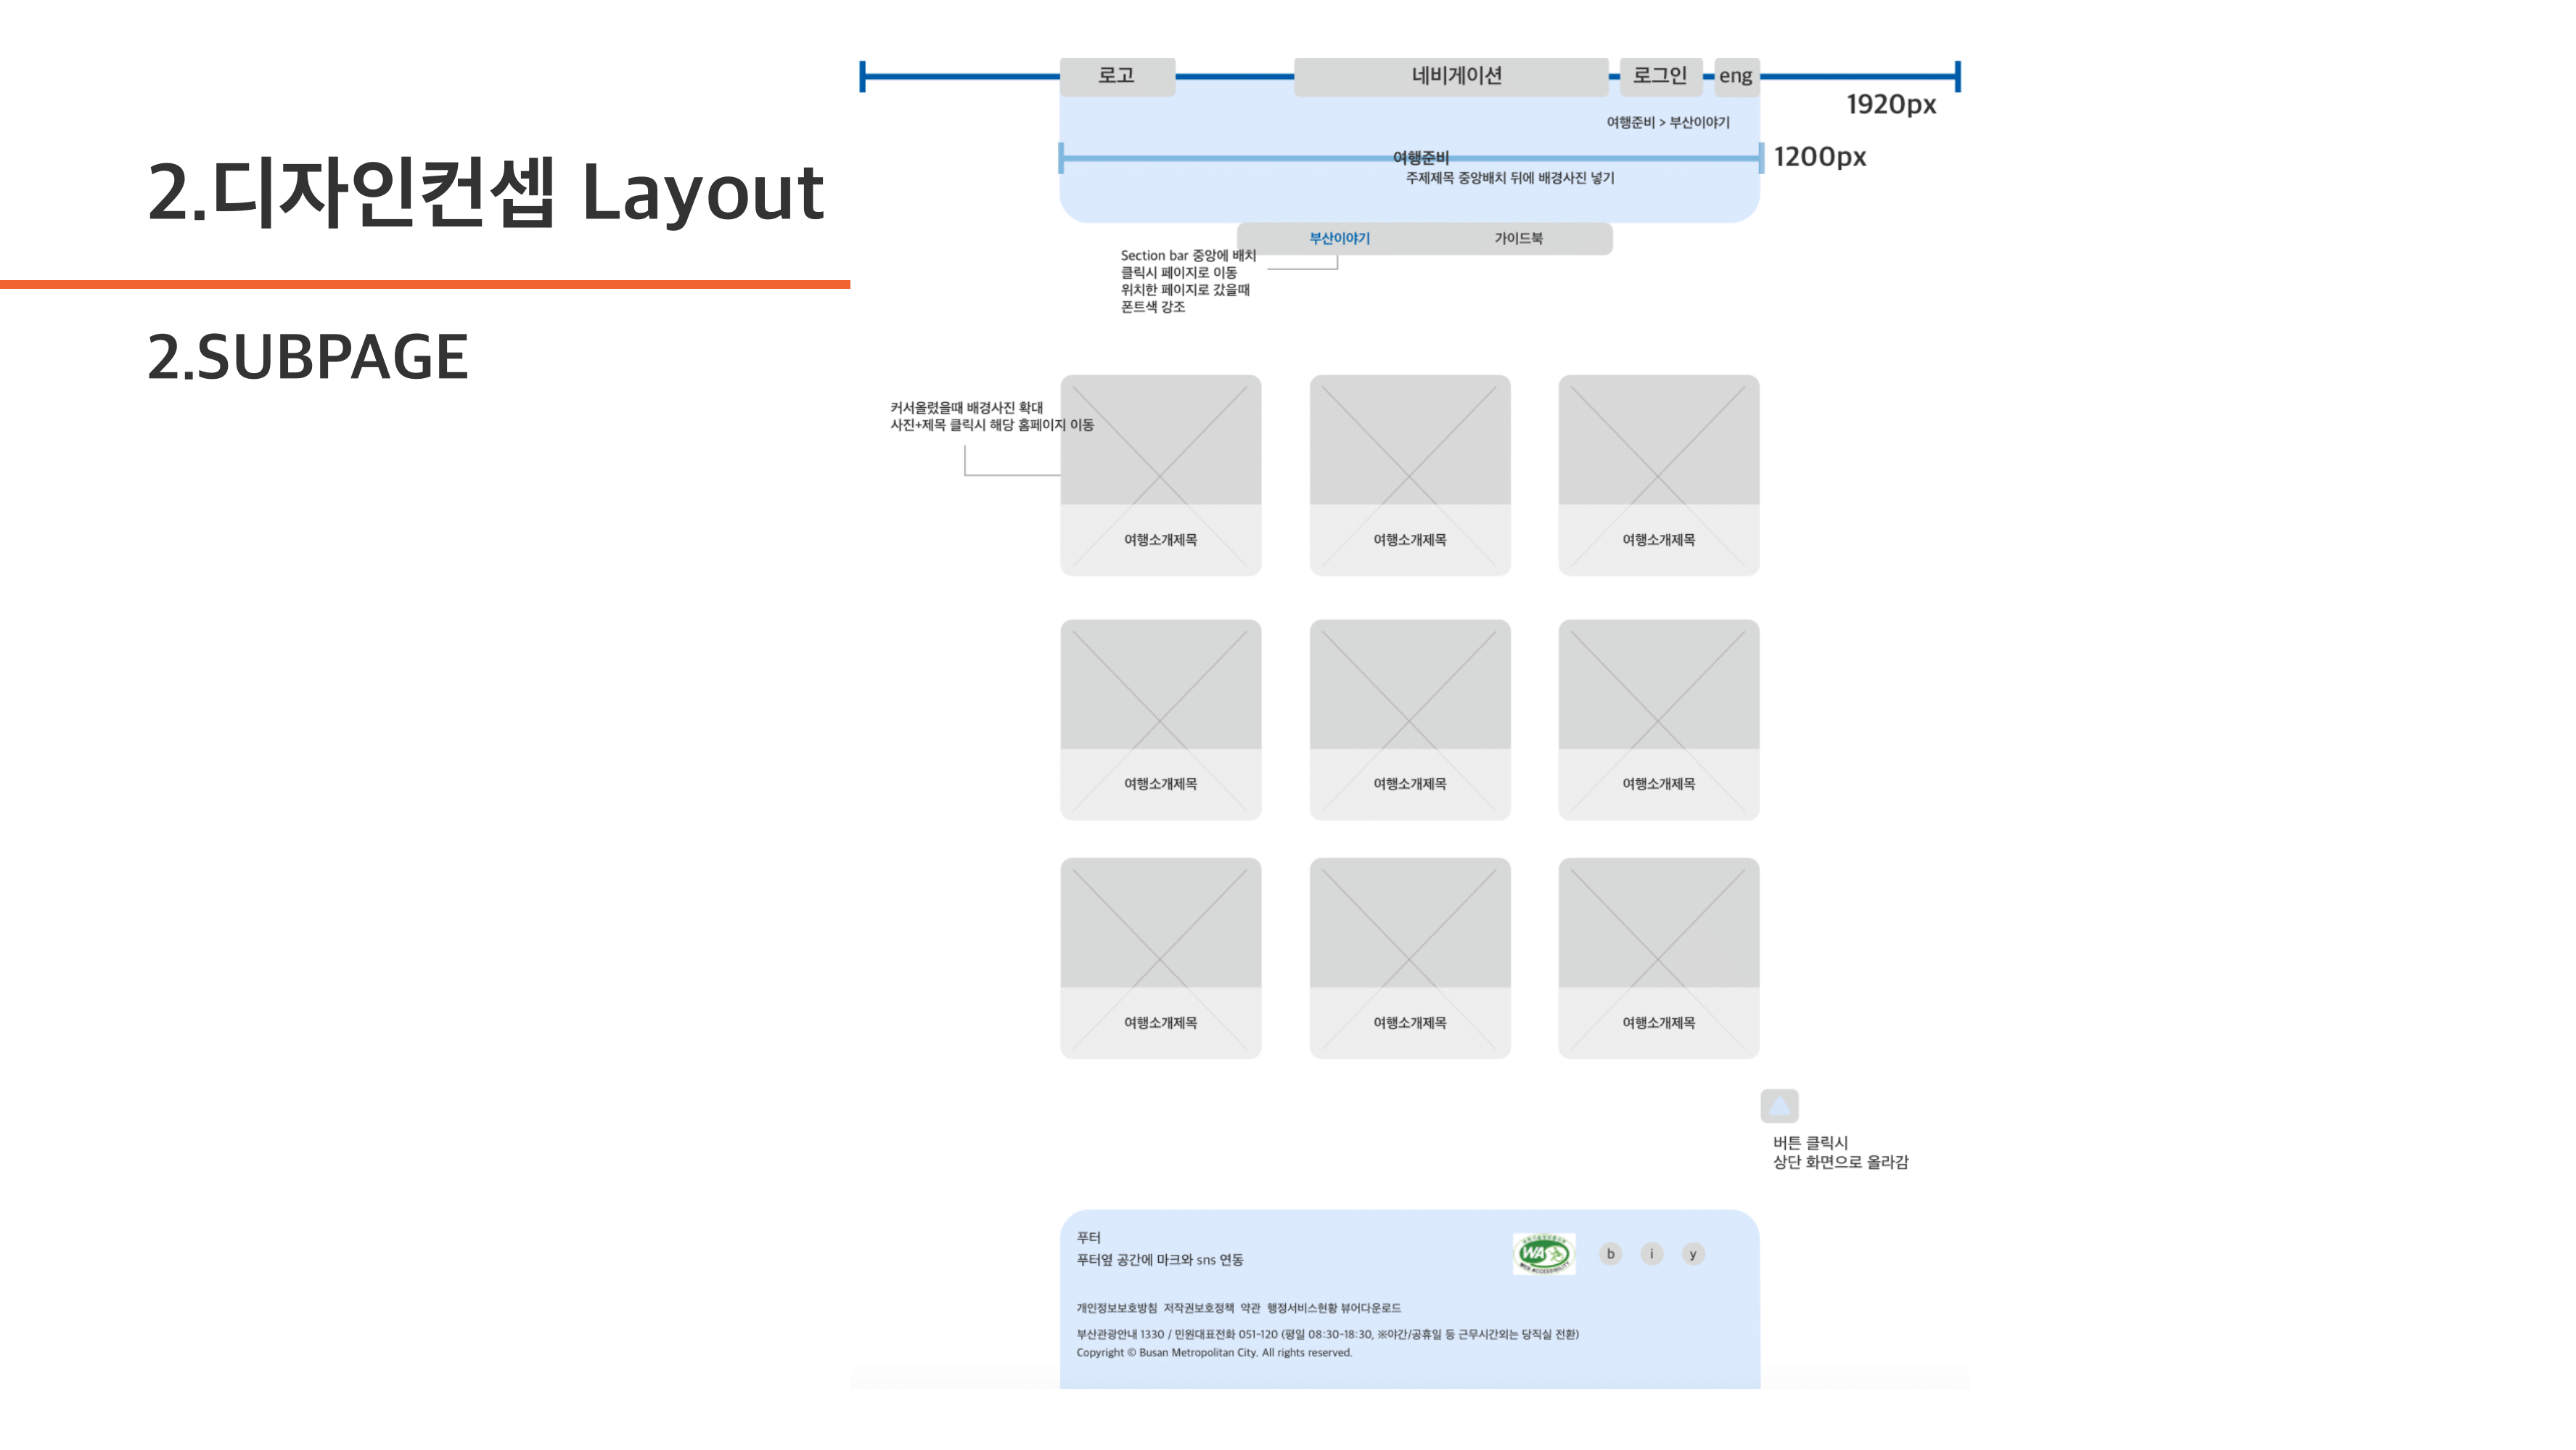 2.디자인컨셉 Layout
2.SUBPAGE
로고
네비게이션
로그인
eng
1920px
여행준비 > 부산이야기
여행준비
1200px
주제제목 중앙배치 뒤에 배경사진 넣기
부산이야기
가이드북
Section bar 중앙에 배치
클릭시 페이지로 이동
위치한 페이지로 갔을때
폰트색 강조
커서올렸을때 배경사진 확대
사진+제목 클릭시 해당 홈페이지 이동
여행소개제목
여행소개제목
여행소개제목
여행소개제목
여행소개제목
여행소개제목
여행소개제목
여행소개제목
여행소개제목
버튼 클릭시
상단 화면으로 올라감
푸터
푸터옆 공간에 마크와 sns 연동
WA
WEB ACCESSIBILITY
b
i
y
개인정보보호방침 저작권보호정책 약관 행정서비스현황 뷰어다운로드
부산관광안내 1330 / 민원대표전화 051-120 (평일 08:30-18:30, ※야간/공휴일 등 근무시간외는 당직실 전환)
Copyright © Busan Metropolitan City. All rights reserved.